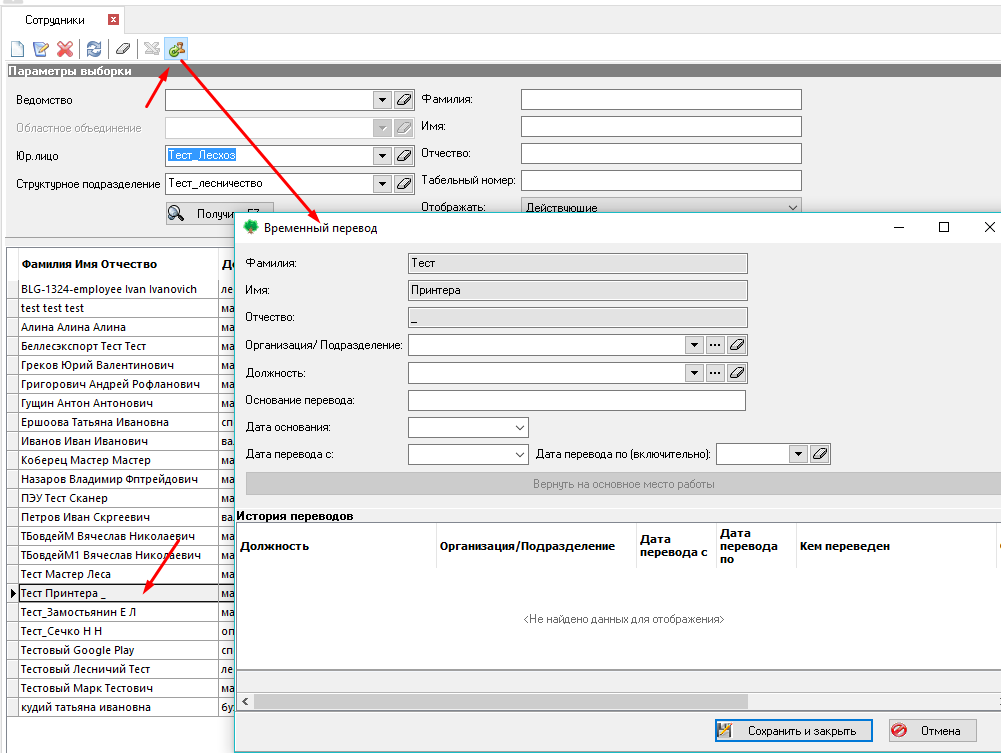 Сотрудники
Параметры выборки
Ведомство
Фамилия:
Областное объединение
Имя:
Юр.лицо Тест_Лесхоз
Отчество:
Структурное подразделение Тест_лесничество
Табельный номер:
Отображать: Действующие
Временный перевод
Фамилия: Тест
Имя: Принтера
Отчество: _
Организация/ Подразделение:
Должность:
Основание перевода:
Дата основания:
Дата перевода с: Дата перевода по (включительно):
Вернуть на основное место работы
История переводов
Должность Организация/Подразделение Дата перевода с Дата перевода по Кем переведен
<Не найдено данных для отображения>
Сохранить и закрыть Отмена
Фамилия Имя Отчество
BLG-1324-employee Ivan Ivanovich
test test test
Алина Алина Алина
Беллесэкспорт Тест Тест
Греков Юрий Валентинович
Григорович Андрей Рофланович
Гущин Антон Антонович
Ершоова Татьяна Ивановна
Иванов Иван Иванович
Коберец Мастер Мастер
Назаров Владимир Фптрейдович
ПЭУ Тест Сканер
Петров Иван Скргеевич
ТБовдейМ Вячеслав Николаевич
ТБовдейМ1 Вячеслав Николаевич
Тест Мастер Леса
Тест Принтера _
Тест_Замостьянин Е Л
Тест_Сечко Н Н
Тестовый Google Play
Тестовый Лесничий Тест
Тестовый Марк Тестович
кудий татьяна ивановна